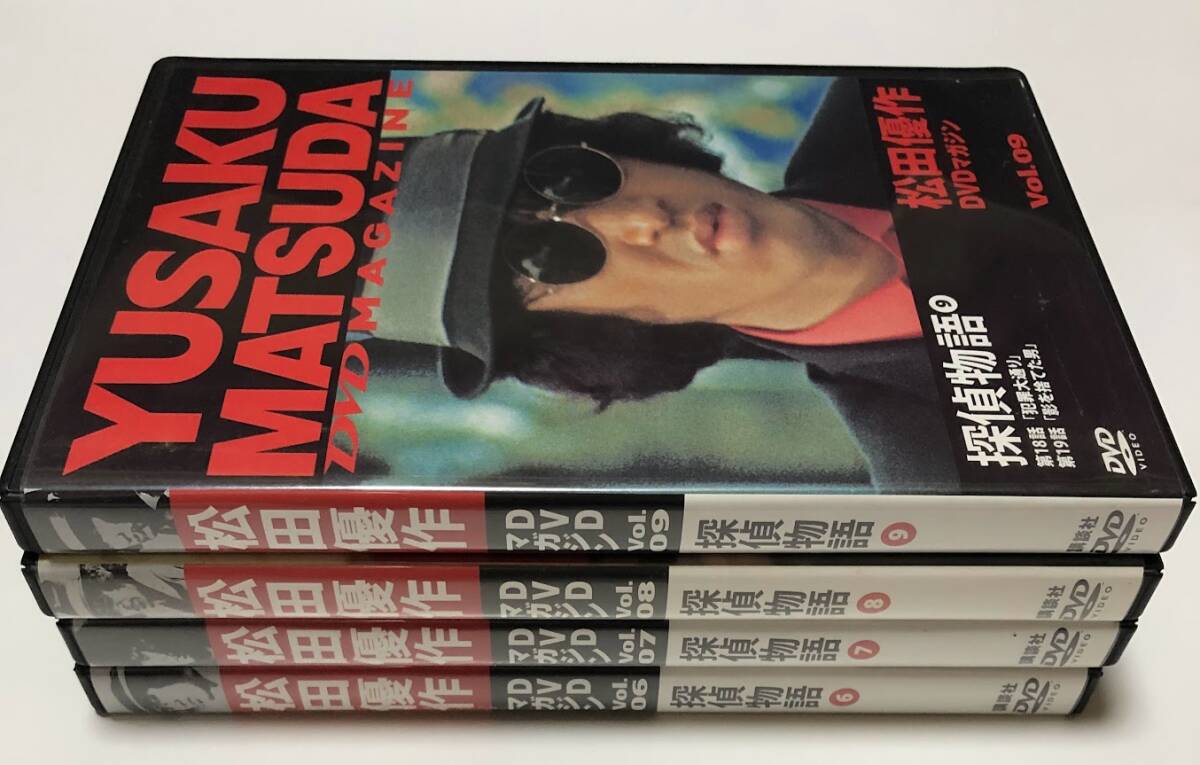 YUSAKU
MATSUDA
DVD MAGAZINE
松田優作
DVDマガジン
Vol.09
探偵物語9
第18話「犯罪大通り」
第19話「影を捨てた男」
DVD
VIDEO
松田優作 DVDマガジン Vol.09 探偵物語 9 講談社 DVD VIDEO
松田優作 DVDマガジン Vol.08 探偵物語 8 講談社 DVD VIDEO
松田優作 DVDマガジン Vol.07 探偵物語 7 講談社 DVD VIDEO
松田優作 DVDマガジン Vol.06 探偵物語 6 講談社 DVD VIDEO